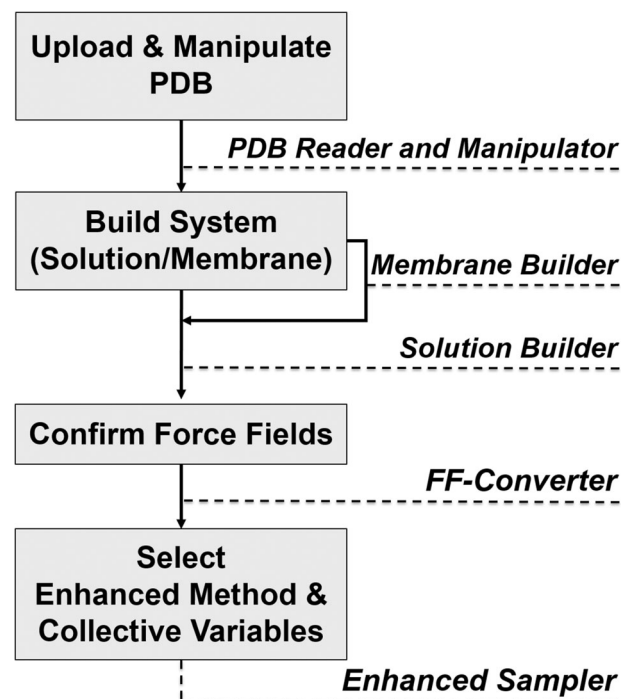 Upload & Manipulate
PDB
PDB Reader and Manipulator
Build System
(Solution/Membrane)
Membrane Builder
Solution Builder
Confirm Force Fields
FF-Converter
Select
Enhanced Method &
Collective Variables
Enhanced Sampler